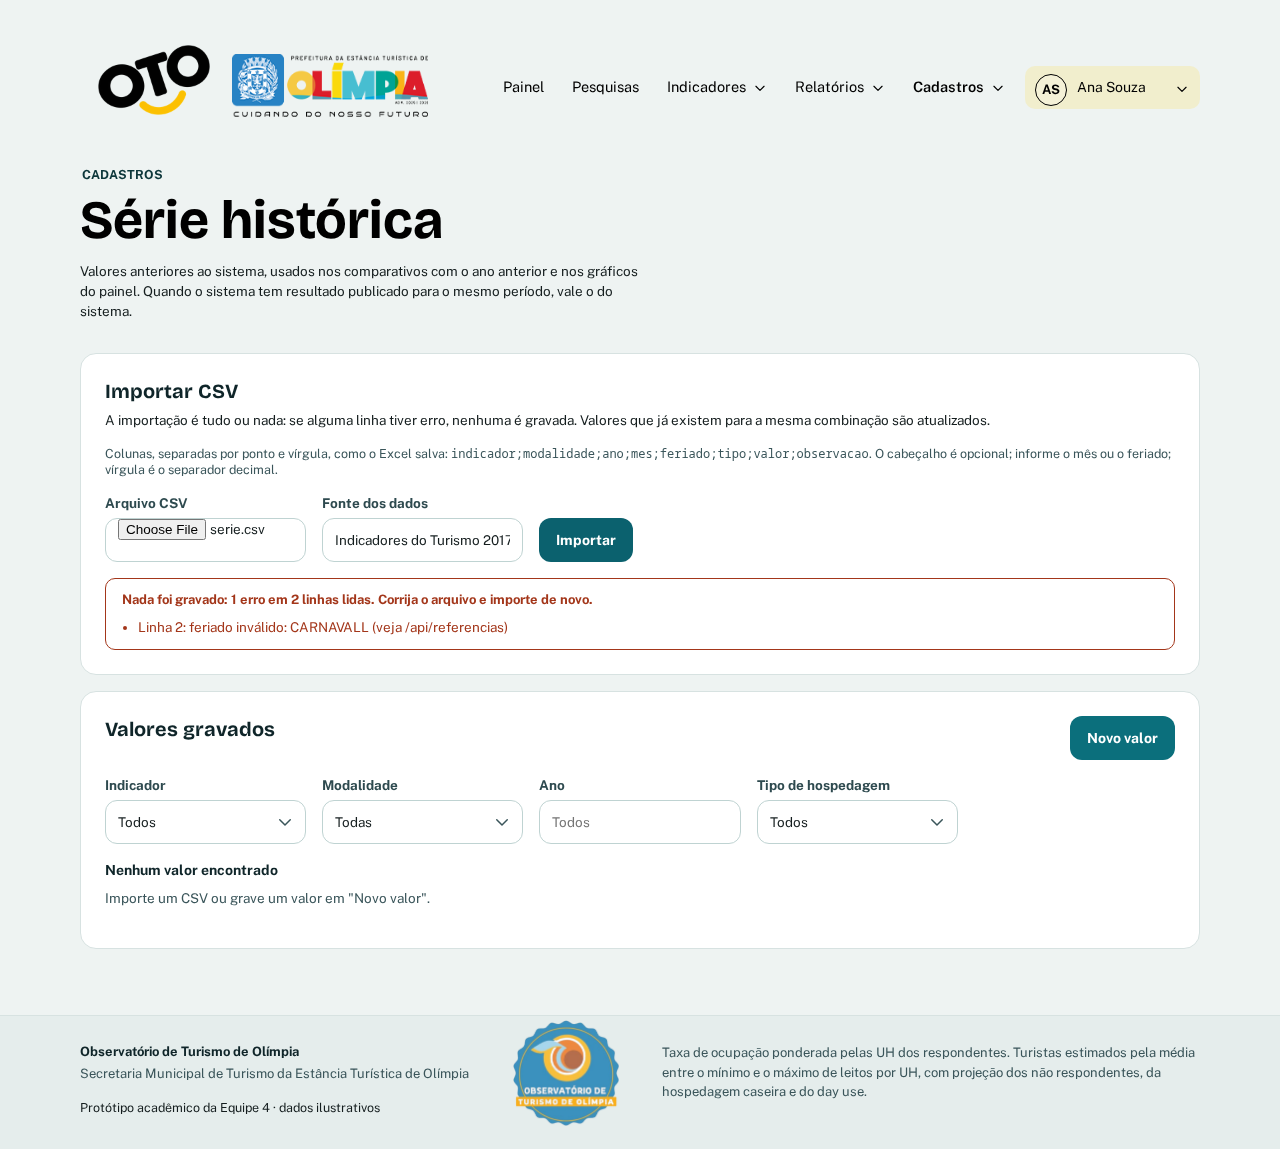 OTO
PREFEITURA DA ESTÂNCIA TURÍSTICA DE
OLÍMPIA
CUIDANDO DO NOSSO FUTURO
Painel
Pesquisas
Indicadores
Relatórios
Cadastros
AS
Ana Souza
CADASTROS
Série histórica
Valores anteriores ao sistema, usados nos comparativos com o ano anterior e nos gráficos
do painel. Quando o sistema tem resultado publicado para o mesmo período, vale o do
sistema.
Importar CSV
A importação é tudo ou nada: se alguma linha tiver erro, nenhuma é gravada. Valores que já existem para a mesma combinação são atualizados.
Colunas, separadas por ponto e vírgula, como o Excel salva: indicador;modalidade;ano;mes;feriado;tipo;valor;observacao. O cabeçalho é opcional; informe o mês ou o feriado;
vírgula é o separador decimal.
Arquivo CSV
Fonte dos dados
Choose File serie.csv
Indicadores do Turismo 2017
Importar
Nada foi gravado: 1 erro em 2 linhas lidas. Corrija o arquivo e importe de novo.
• Linha 2: feriado inválido: CARNAVALL (veja /api/referencias)
Valores gravados
Novo valor
Indicador
Modalidade
Ano
Tipo de hospedagem
Todos
Todas
Todos
Todos
Nenhum valor encontrado
Importe um CSV ou grave um valor em "Novo valor".
Observatório de Turismo de Olímpia
Secretaria Municipal de Turismo da Estância Turística de Olímpia
Protótipo acadêmico da Equipe 4 · dados ilustrativos
OBSERVATÓRIO DE
TURISMO DE OLÍMPIA
Taxa de ocupação ponderada pelas UH dos respondentes. Turistas estimados pela média
entre o mínimo e o máximo de leitos por UH, com projeção dos não respondentes, da
hospedagem caseira e do day use.